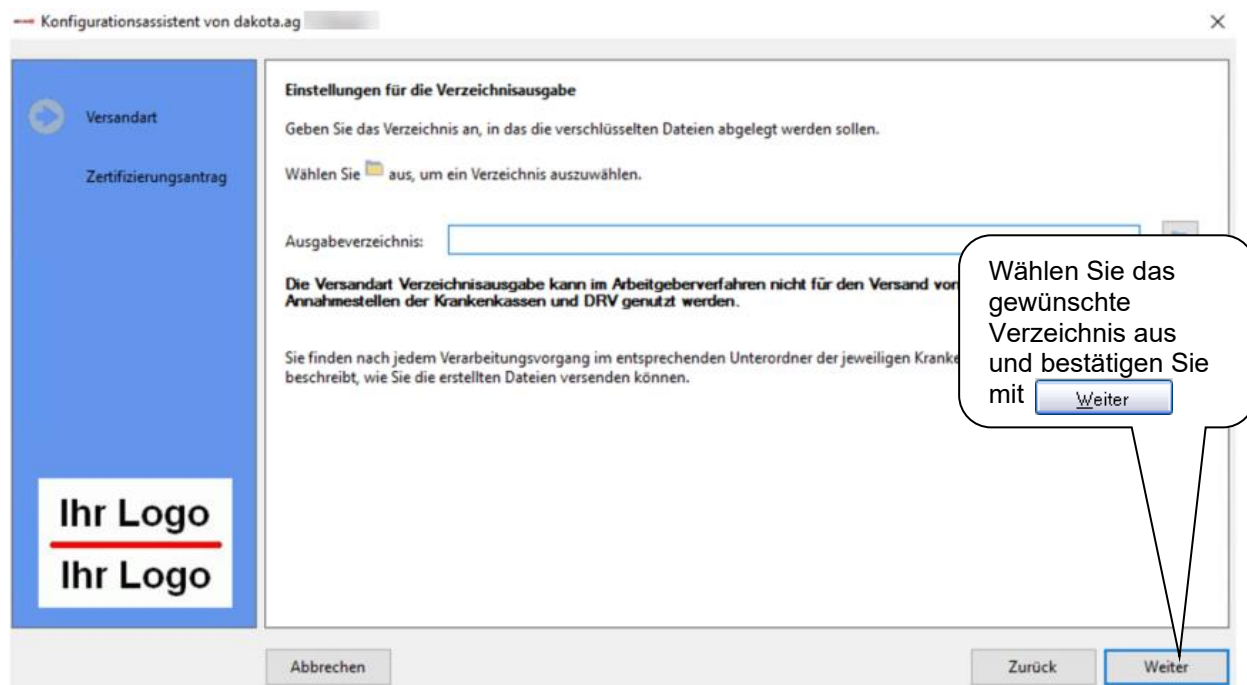 Konfigurationsassistent von dakota.ag
Versandart
Zertifizierungsantrag
Einstellungen für die Verzeichnisausgabe
Geben Sie das Verzeichnis an, in das die verschlüsselten Dateien abgelegt werden sollen.
Wählen Sie aus, um ein Verzeichnis auszuwählen.
Ausgabeverzeichnis:
Die Versandart Verzeichnisausgabe kann im Arbeitgeberverfahren nicht für den Versand
Annahmestellen der Krankenkassen und DRV genutzt werden.
Sie finden nach jedem Verarbeitungsvorgang im entsprechenden Unterordner der jeweiligen
beschreibt, wie Sie die erstellten Dateien versenden können.
Wählen Sie das
gewünschte
Verzeichnis aus
und bestätigen Sie
mit Weiter
Ihr Logo
Ihr Logo
Abbrechen
Zurück
Weiter